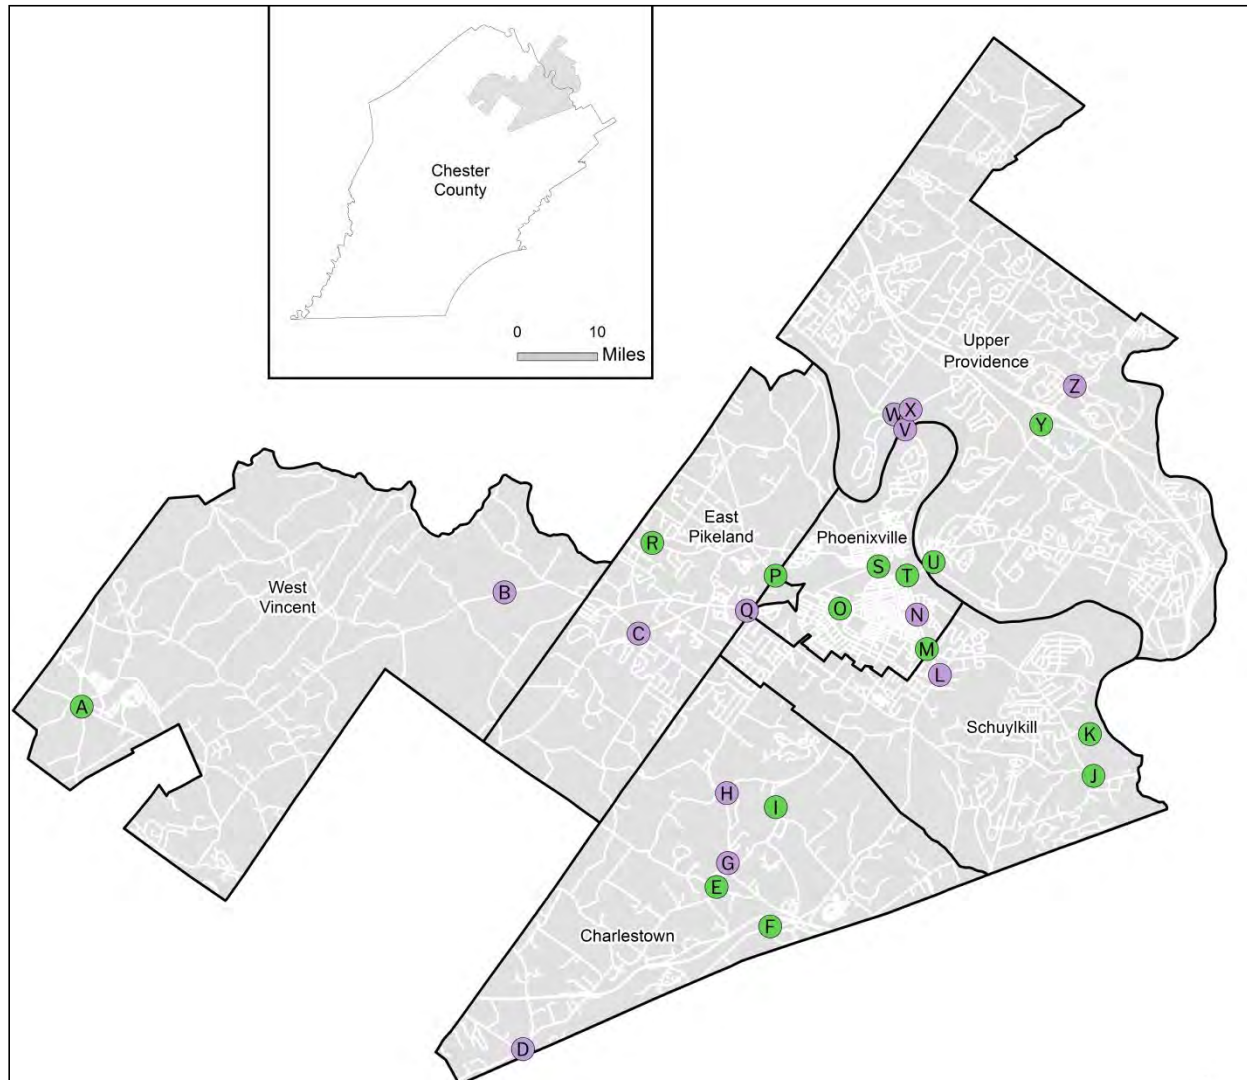 Chester
County
0
10
Miles
Upper
Providence
Z
X
W
V
Y
East
Pikeland
R
Phoenixville
P
S
T
U
West
Vincent
B
O
Q
N
C
M
L
A
Schuylkill
K
J
H
I
G
E
F
Charlestown
D